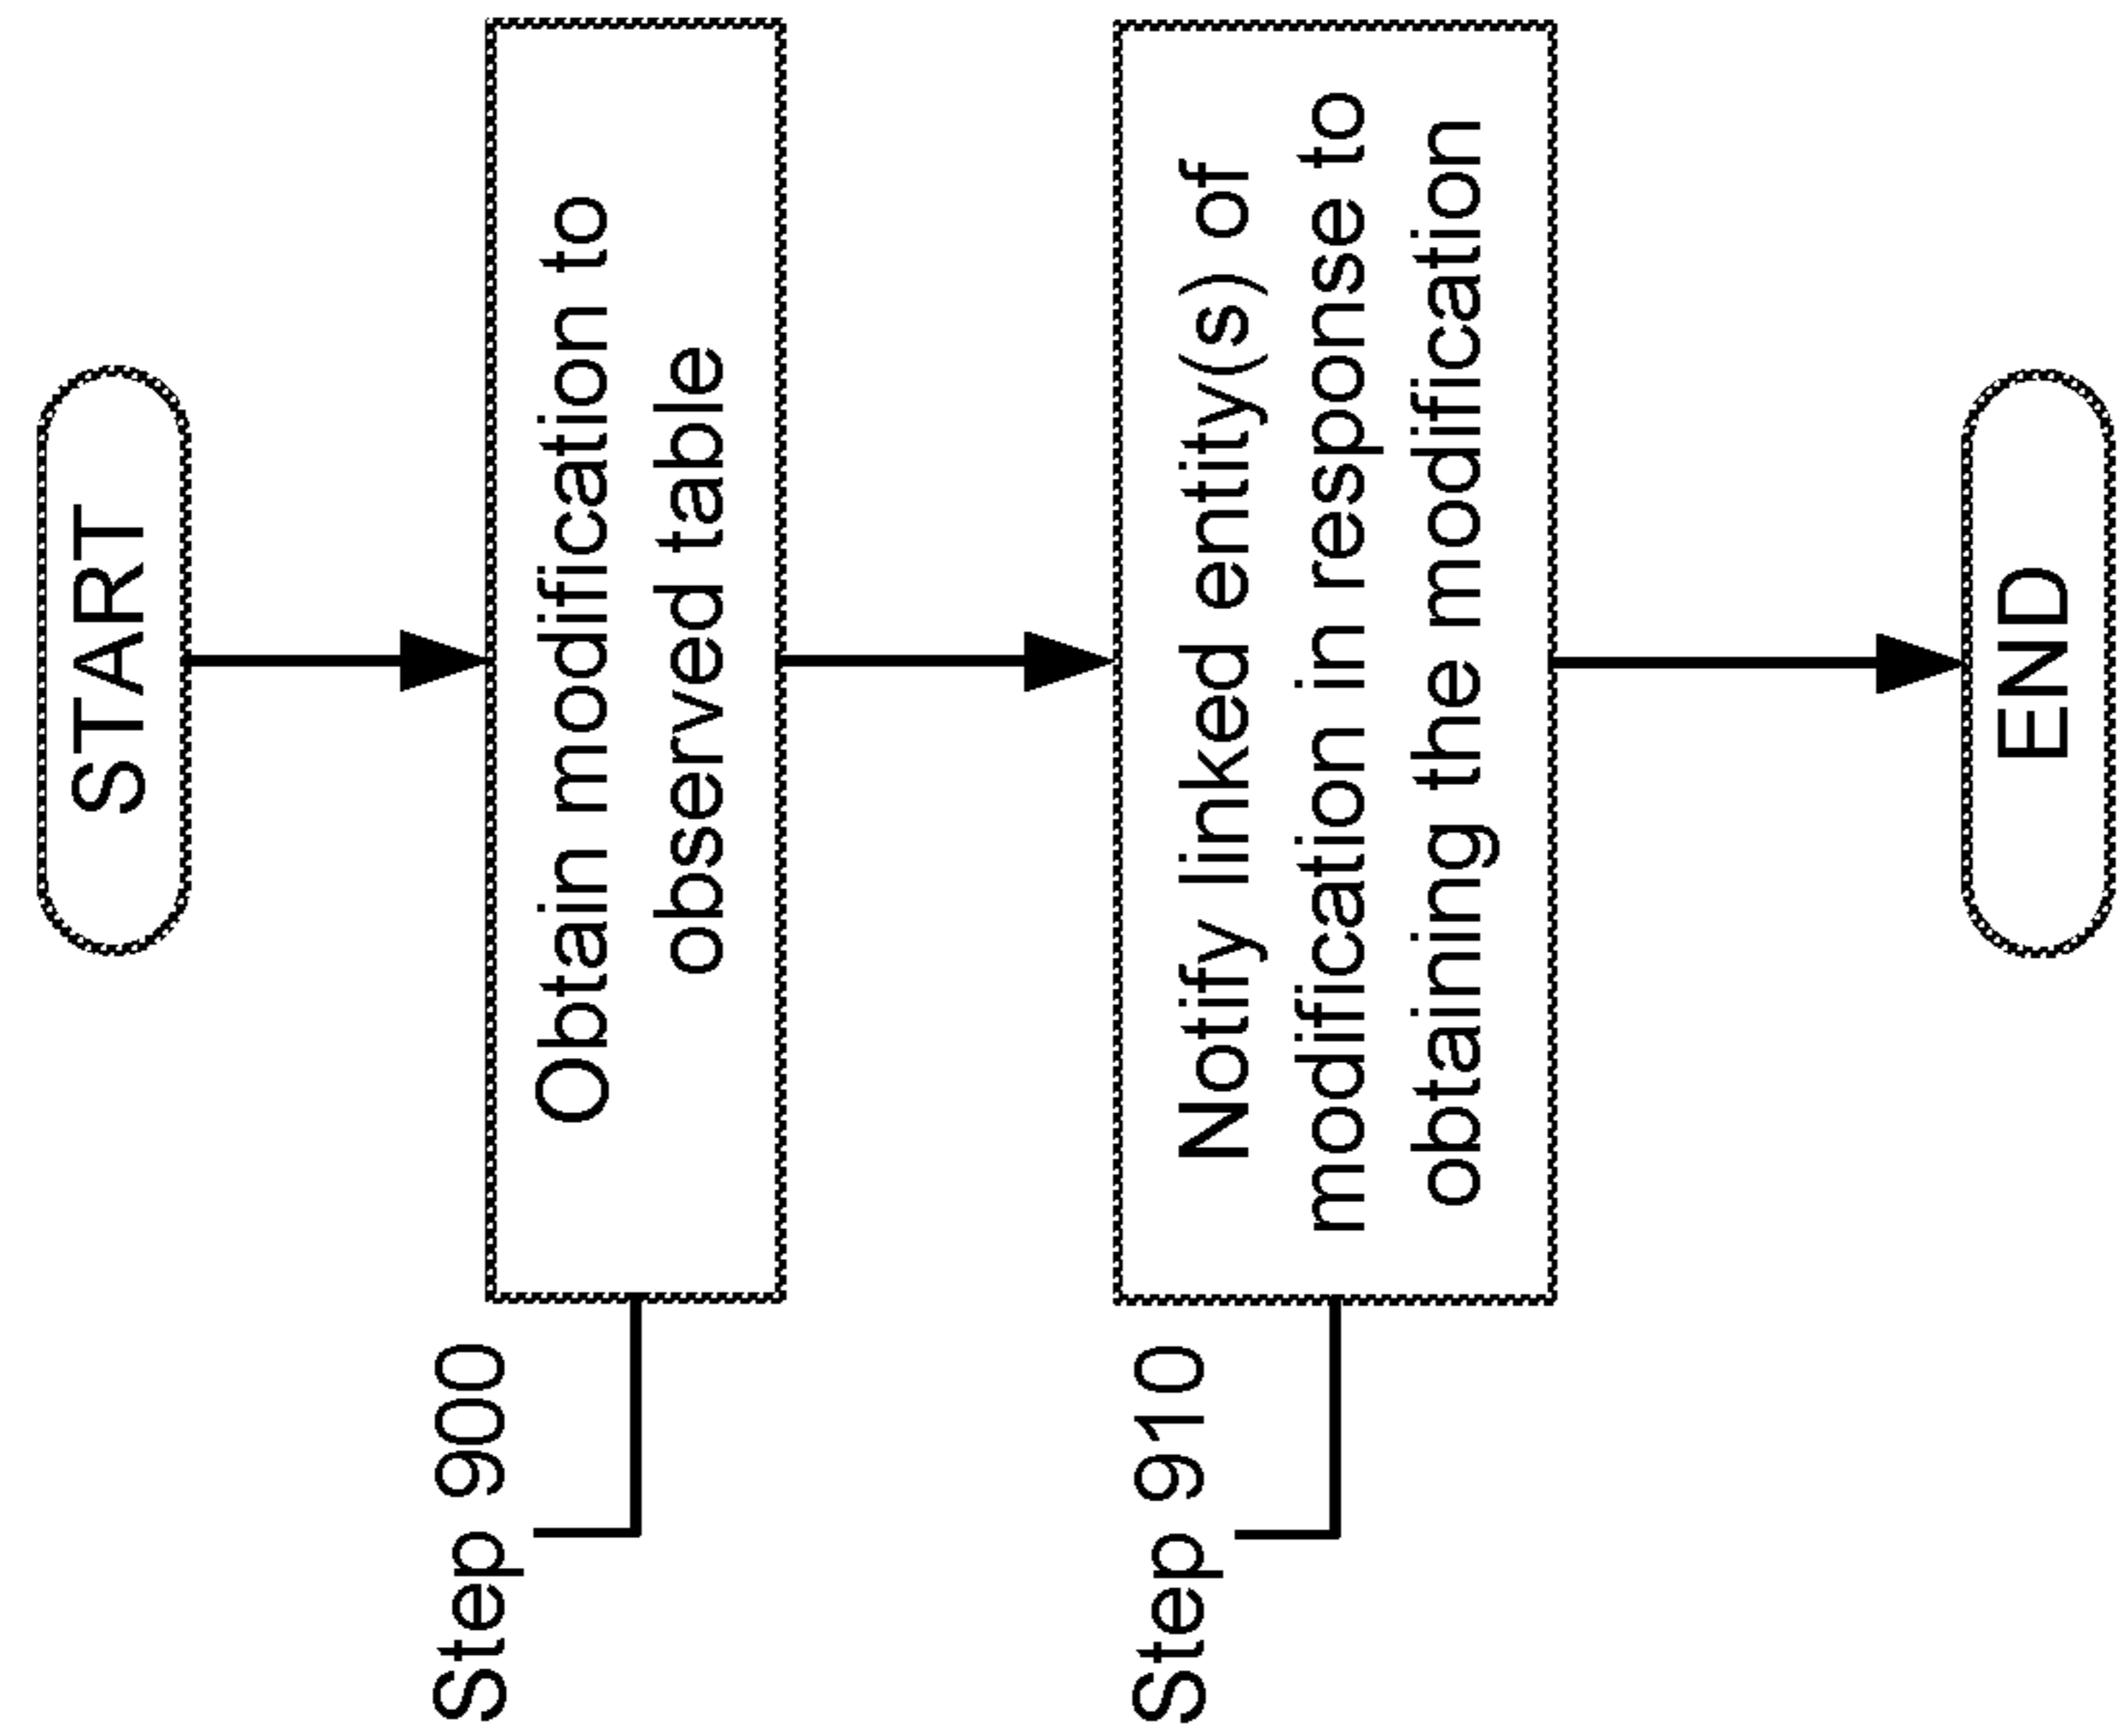 START
Step 900
Obtain modification to
observed table
Step 910
Notify linked entity(s) of
modification in response to
obtaining the modification
END